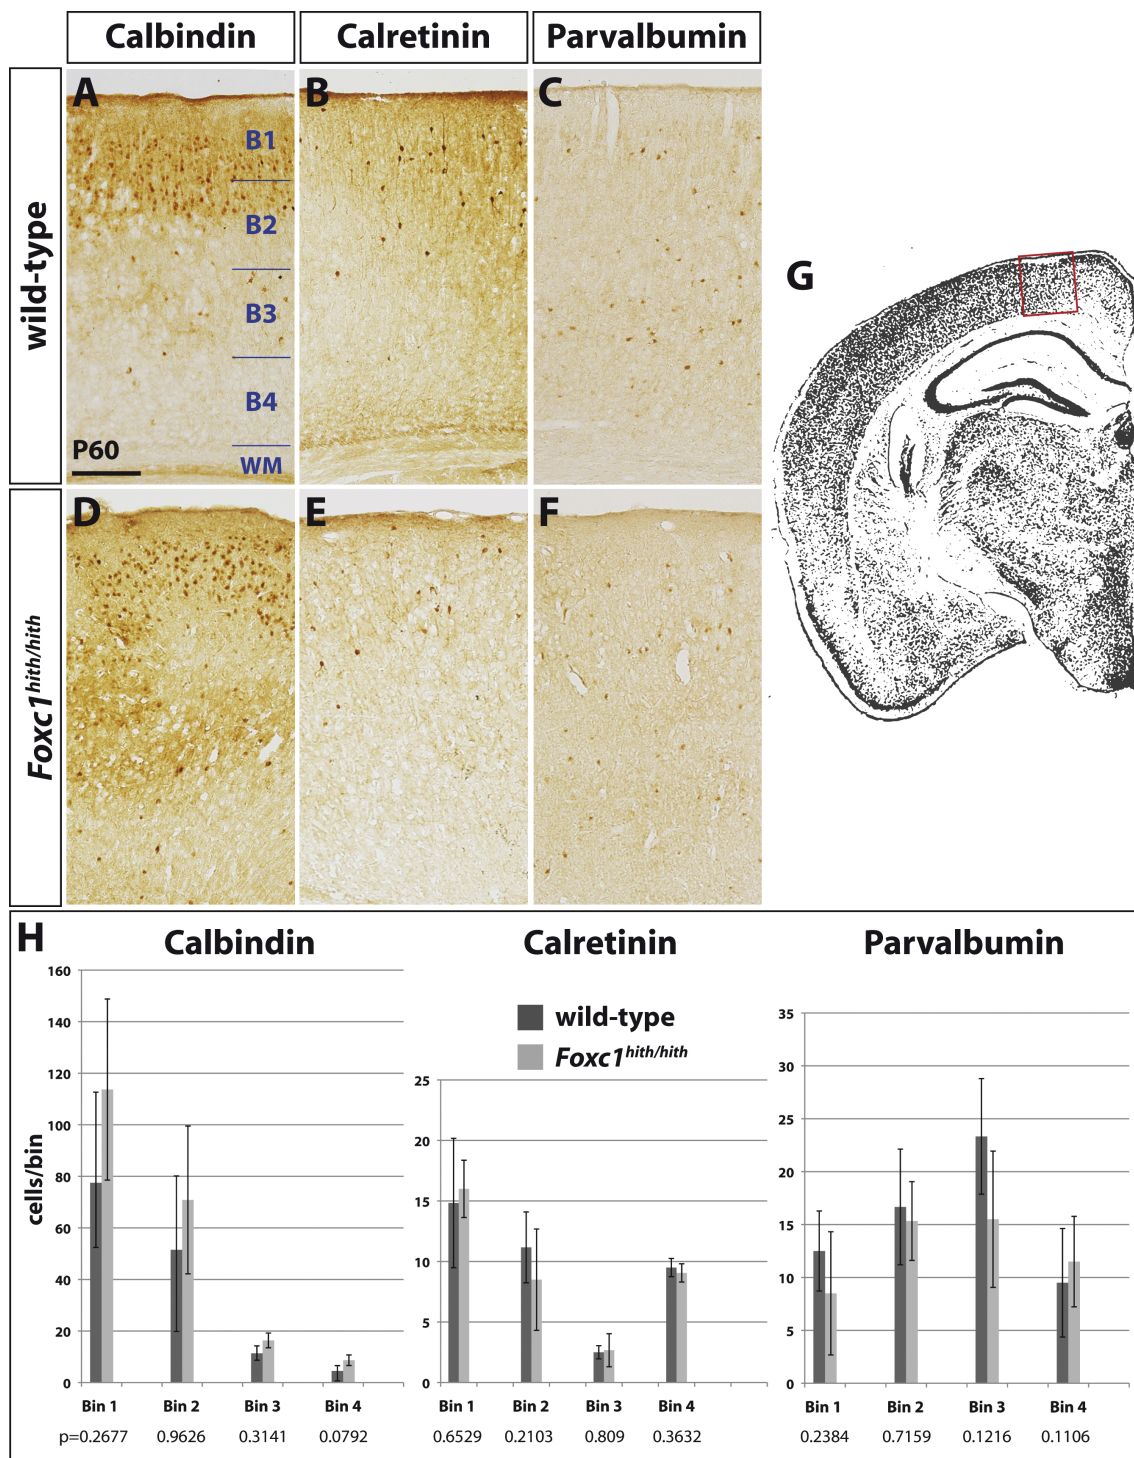 Calbindin Calretinin Parvalbumin
wild-type
A
B
C
B1
B2
B3
B4
WM
P60
Foxc1hith/hith
D
E
F
G
H
Calbindin Calretinin Parvalbumin
wild-type
Foxc1hith/hith
cells/bin
160
140
120
100
80
60
40
20
0
Bin 1 Bin 2 Bin 3 Bin 4
p=0.2677 0.9626 0.3141 0.0792
25
20
15
10
5
0
Bin 1 Bin 2 Bin 3 Bin 4
0.6529 0.2103 0.809 0.3632
35
30
25
20
15
10
5
0
Bin 1 Bin 2 Bin 3 Bin 4
0.2384 0.7159 0.1216 0.1106